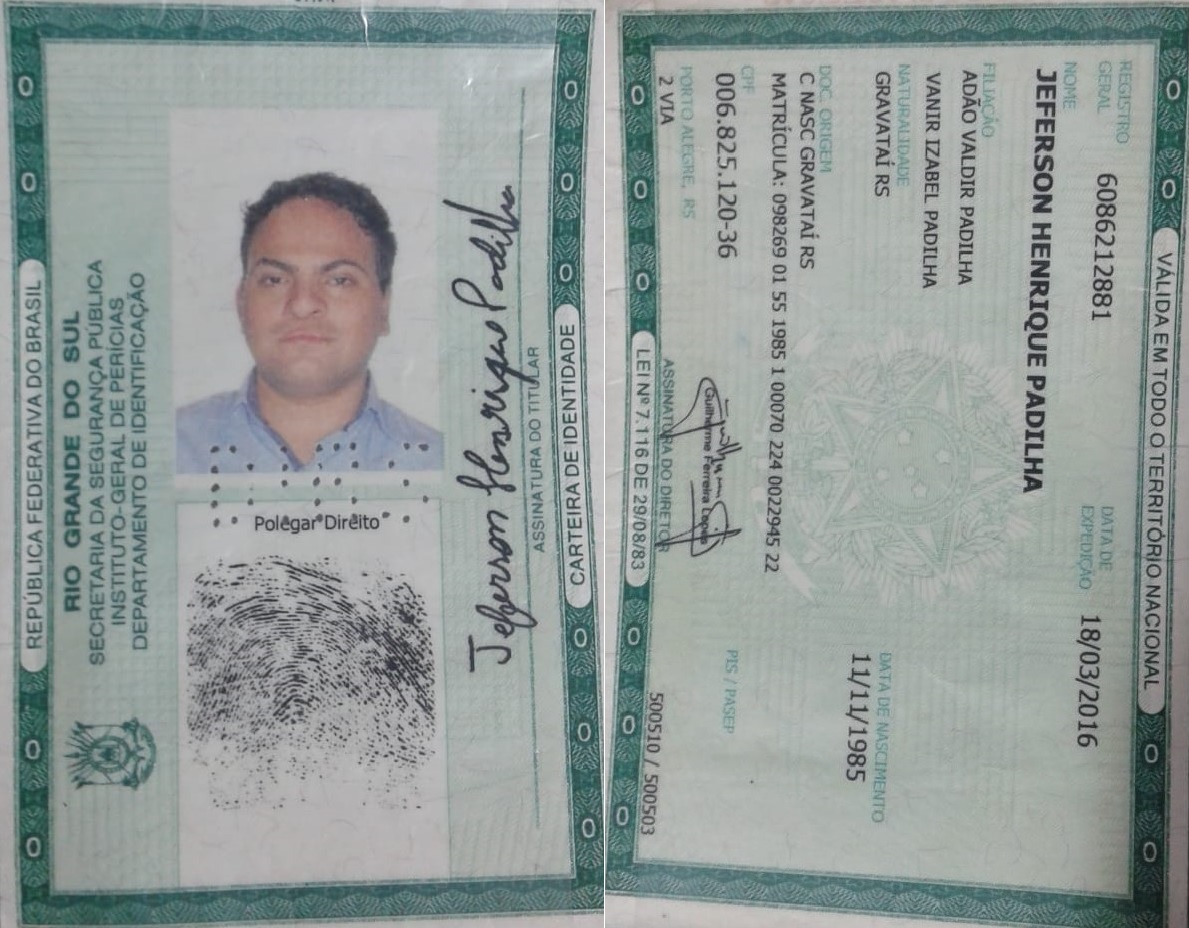 REPÚBLICA FEDERATIVA DO BRASIL
RIO GRANDE DO SUL
SECRETARIA DA SEGURANÇA PÚBLICA
INSTITUTO-GERAL DE PERÍCIAS
DEPARTAMENTO DE IDENTIFICAÇÃO
Polegar Direito
Jeferson Henrique Padilha
ASSINATURA DO TITULAR
CARTEIRA DE IDENTIDADE
VÁLIDA EM TODO O TERRITÓRIO NACIONAL
REGISTRO GERAL 6086212881 DATA DE EXPEDIÇÃO 18/03/2016
NOME
JEFERSON HENRIQUE PADILHA
FILIAÇÃO
ADÃO VALDIR PADILHA
VANIR IZABEL PADILHA
NATURALIDADE DATA DE NASCIMENTO
GRAVATAÍ RS 11/11/1985
DOC. ORIGEM
C NASC GRAVATAÍ RS
MATRÍCULA: 098269 01 55 1985 1 00070 224 0022945 22
CPF PIS / PASEP
006.825.120-36
Guilherme Ferreira Lopes
PORTO ALEGRE, RS
2 VIA ASSINATURA DO DIRETOR 500510 / 500503
LEI Nº 7.116 DE 29/08/83